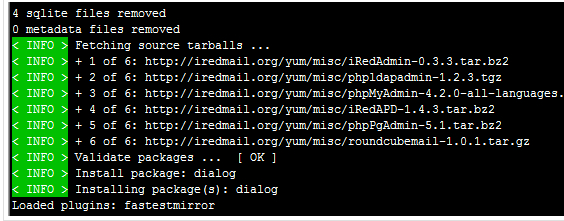 4 sqlite files removed
0 metadata files removed
< INFO > Fetching source tarballs ...
< INFO > + 1 of 6: http://iredmail.org/yum/misc/iRedAdmin-0.3.3.tar.bz2
< INFO > + 2 of 6: http://iredmail.org/yum/misc/phpldapadmin-1.2.3.tgz
< INFO > + 3 of 6: http://iredmail.org/yum/misc/phpMyAdmin-4.2.0-all-languages.
< INFO > + 4 of 6: http://iredmail.org/yum/misc/iRedAPD-1.4.3.tar.bz2
< INFO > + 5 of 6: http://iredmail.org/yum/misc/phpPgAdmin-5.1.tar.bz2
< INFO > + 6 of 6: http://iredmail.org/yum/misc/roundcubemail-1.0.1.tar.gz
< INFO > Validate packages ...  [ OK ]
< INFO > Install package: dialog
< INFO > Installing package(s): dialog
Loaded plugins: fastestmirror